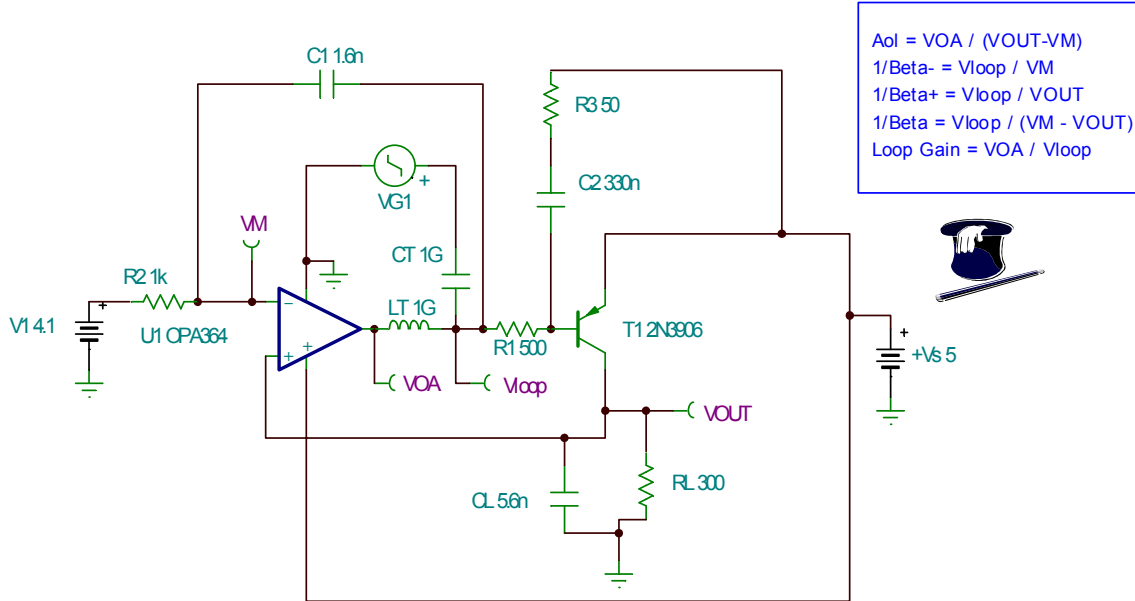 C1 1.6n
Aol = VOA / (VOUT-VM)
1/Beta- = Vloop / VM
1/Beta+ = Vloop / VOUT
1/Beta = Vloop / (VM - VOUT)
Loop Gain = VOA / Vloop
R3 50
+
VG1
C2 330n
VM
CT 1G
R2 1k
+
LT 1G
V1 4.1
U1 OPA364
−
+
+
R1 500
T1 2N3906
+
+Vs 5
VOA
Vloop
VOUT
CL 5.6n
RL 300